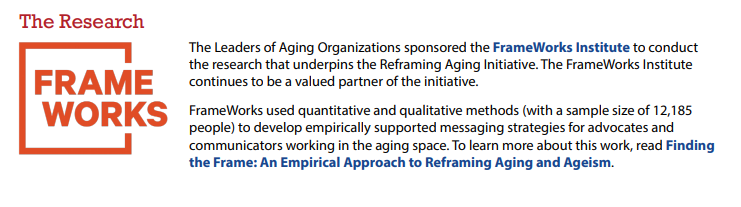 The Research
FRAME
WORKS
The Leaders of Aging Organizations sponsored the FrameWorks Institute to conduct
the research that underpins the Reframing Aging Initiative. The FrameWorks Institute
continues to be a valued partner of the initiative.
FrameWorks used quantitative and qualitative methods (with a sample size of 12,185
people) to develop empirically supported messaging strategies for advocates and
communicators working in the aging space. To learn more about this work, read Finding
the Frame: An Empirical Approach to Reframing Aging and Ageism.